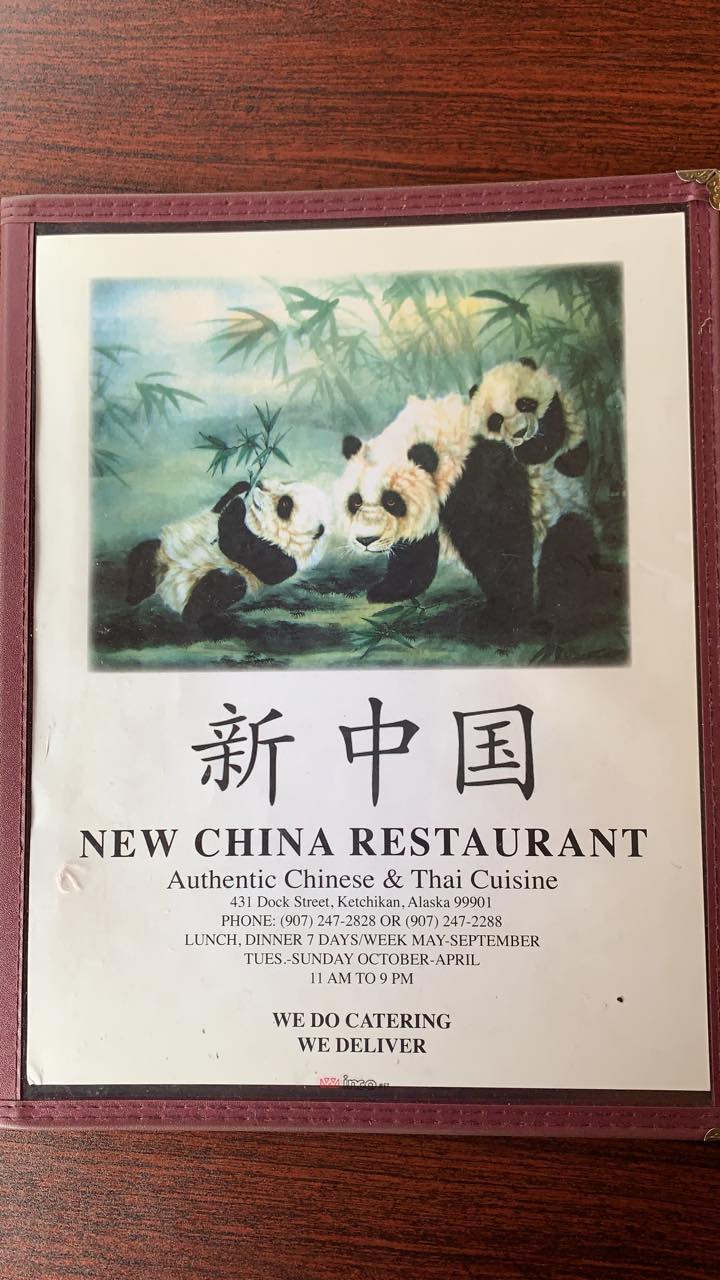 新中国
NEW CHINA RESTAURANT
Authentic Chinese & Thai Cuisine
431 Dock Street, Ketchikan, Alaska 99901
PHONE: (907) 247-2828 OR (907) 247-2288
LUNCH, DINNER 7 DAYS/WEEK MAY-SEPTEMBER
TUES.-SUNDAY OCTOBER-APRIL
11 AM TO 9 PM
WE DO CATERING
WE DELIVER